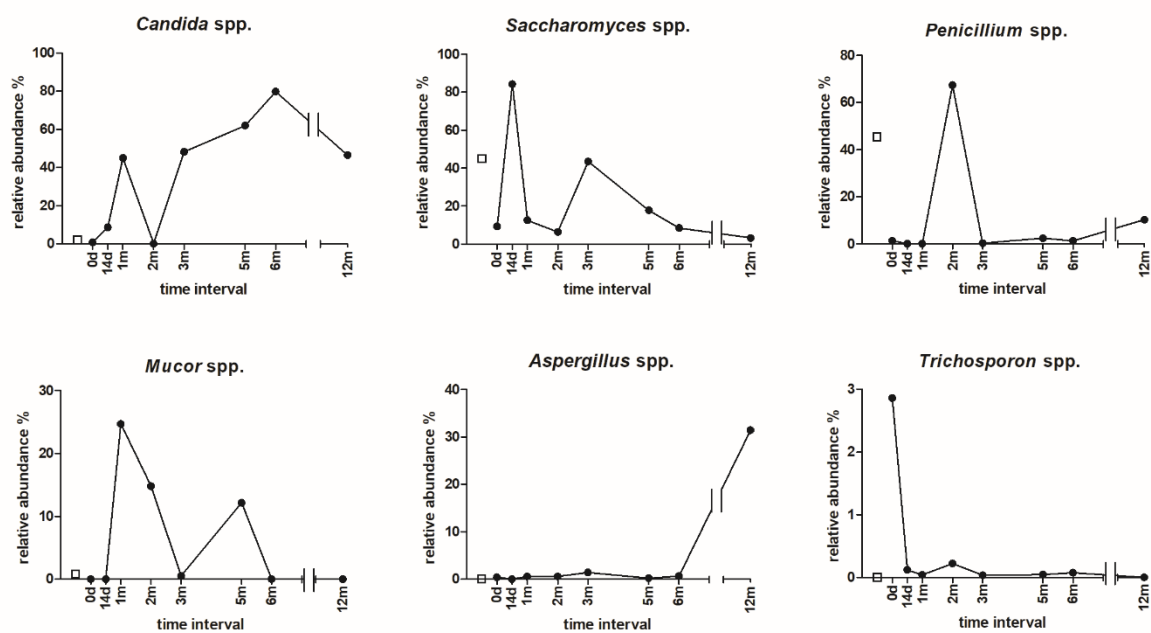 Candida spp.
relative abundance %
100
80
60
40
20
0
0d
14d
1m
2m
3m
5m
6m
12m
time interval
Saccharomyces spp.
relative abundance %
100
80
60
40
20
0
0d
14d
1m
2m
3m
5m
6m
12m
time interval
Penicillium spp.
relative abundance %
80
60
40
20
0
0d
14d
1m
2m
3m
5m
6m
12m
time interval
Mucor spp.
relative abundance %
30
20
10
0
0d
14d
1m
2m
3m
5m
6m
12m
time interval
Aspergillus spp.
relative abundance %
40
30
20
10
0
0d
14d
1m
2m
3m
5m
6m
12m
time interval
Trichosporon spp.
relative abundance %
3
2
1
0
0d
14d
1m
2m
3m
5m
6m
12m
time interval